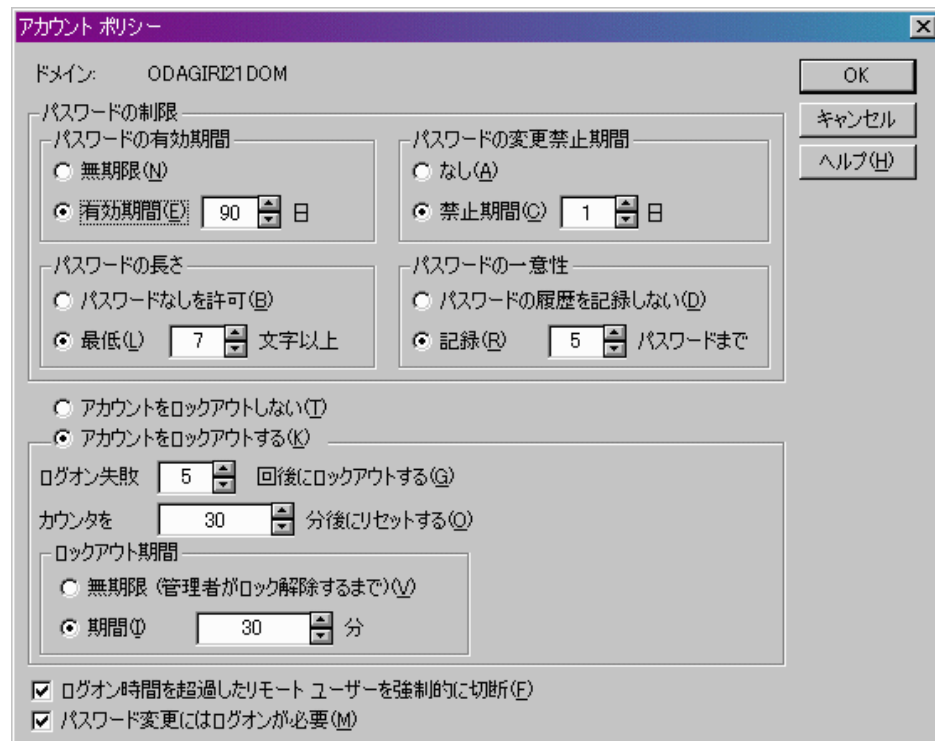 アカウント ポリシー
ドメイン: ODAGIRI21DOM
OK
キャンセル
ヘルプ(H)
パスワードの制限
パスワードの有効期間
無期限(N)
有効期間(E) 90 日
パスワードの変更禁止期間
なし(A)
禁止期間(C) 1 日
パスワードの長さ
パスワードなしを許可(B)
最低(L) 7 文字以上
パスワードの一意性
パスワードの履歴を記録しない(D)
記録(R) 5 パスワードまで
アカウントをロックアウトしない(T)
アカウントをロックアウトする(K)
ログオン失敗 5 回後にロックアウトする(G)
カウンタを 30 分後にリセットする(O)
ロックアウト期間
無期限 (管理者がロック解除するまで)(V)
期間(I) 30 分
ログオン時間を超過したリモート ユーザーを強制的に切断(F)
パスワード変更にはログオンが必要(M)